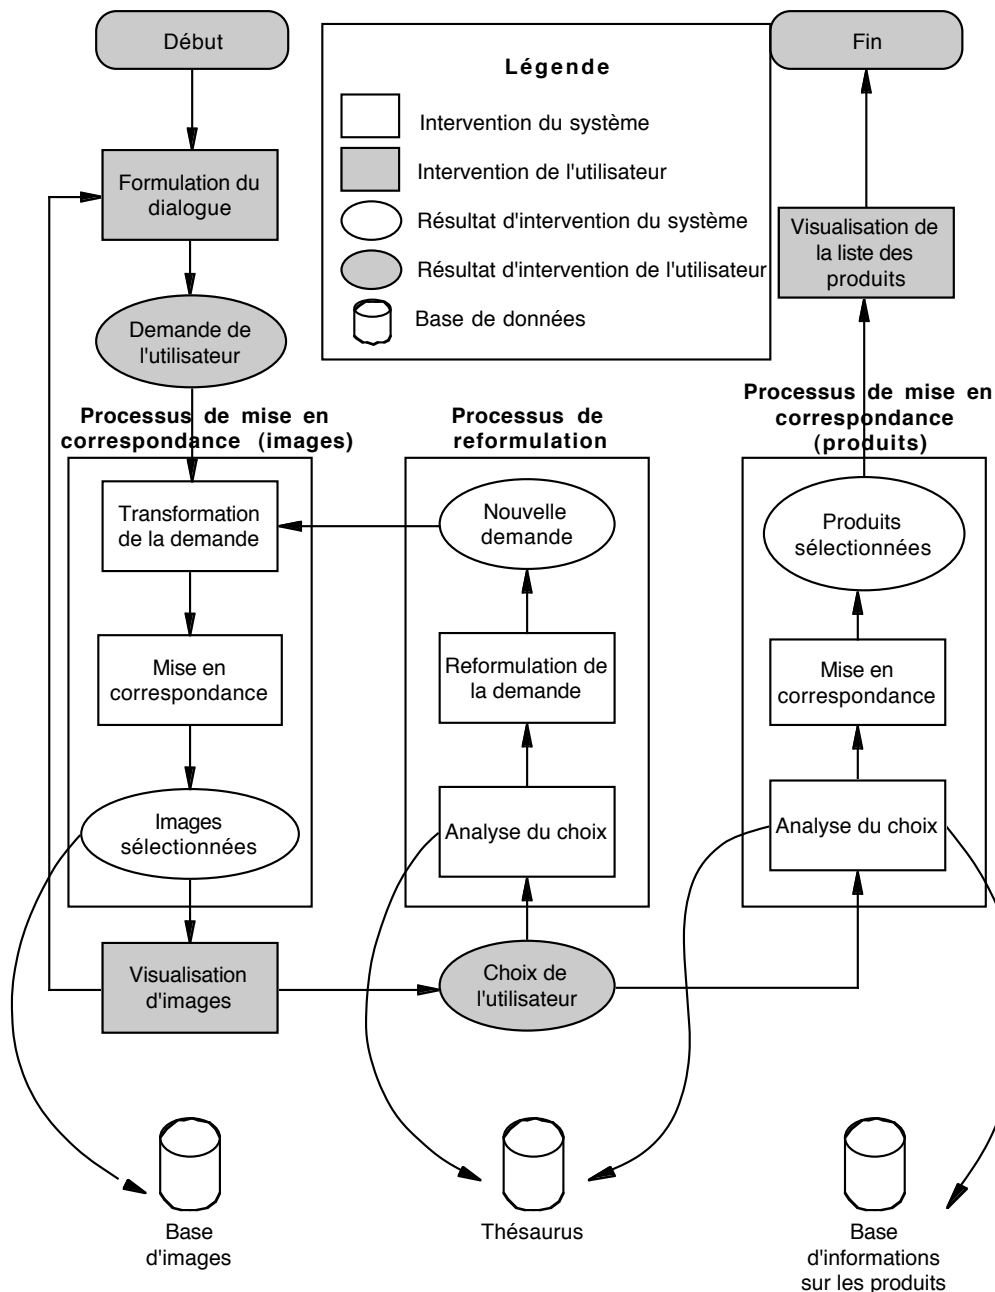 Début
Fin
Légende
Intervention du système
Intervention de l'utilisateur
Résultat d'intervention du système
Résultat d'intervention de l'utilisateur
Base de données
Formulation du
dialogue
Demande de
l'utilisateur
Visualisation de
la liste des
produits
Processus de mise en
correspondance (images)
Processus de
reformulation
Processus de mise en
correspondance
(produits)
Transformation
de la demande
Mise en
correspondance
Images
sélectionnées
Visualisation
d'images
Nouvelle
demande
Reformulation de
la demande
Analyse du choix
Choix de
l'utilisateur
Produits
sélectionnées
Mise en
correspondance
Analyse du choix
Base
d'images
Thésaurus
Base
d'informations
sur les produits